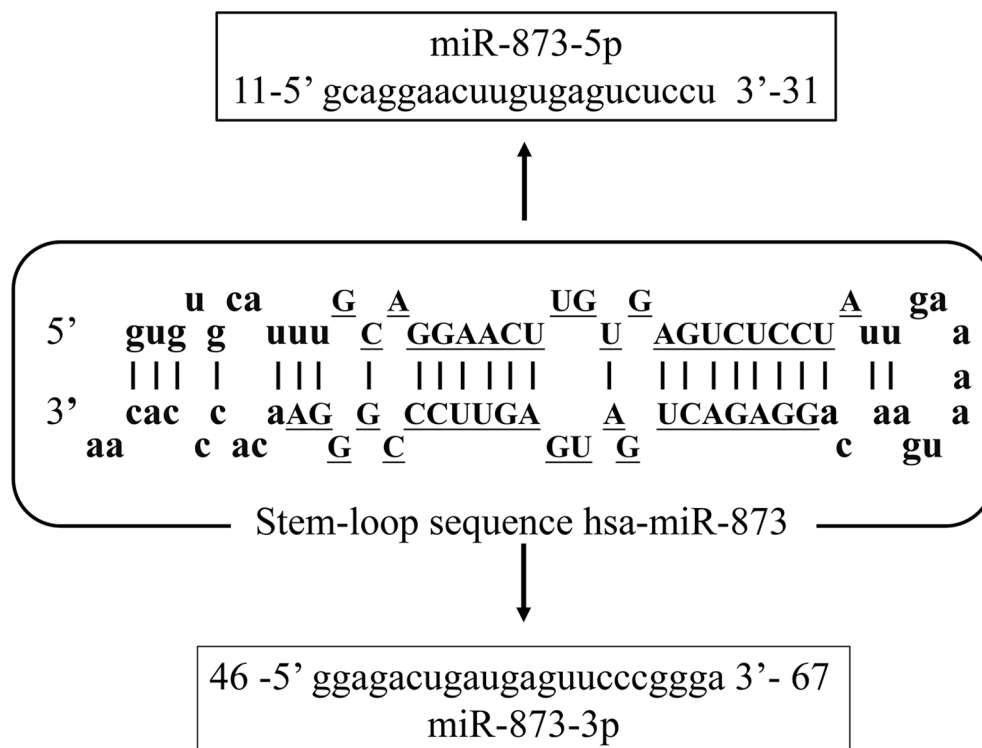 miR-873-5p
11-5’ gcaggaacuugugagucuccu 3’-31
u ca G A UG G A ga
5’ gug g uuu C GGAACU U AGUCUCCU uu a
a
3’ cac c aAG G CCUUGA A UCAGAGGa aa a
aa c ac G C GU G c gu
Stem-loop sequence hsa-miR-873
46 -5’ ggagacugaugaguucccggga 3’- 67
miR-873-3p